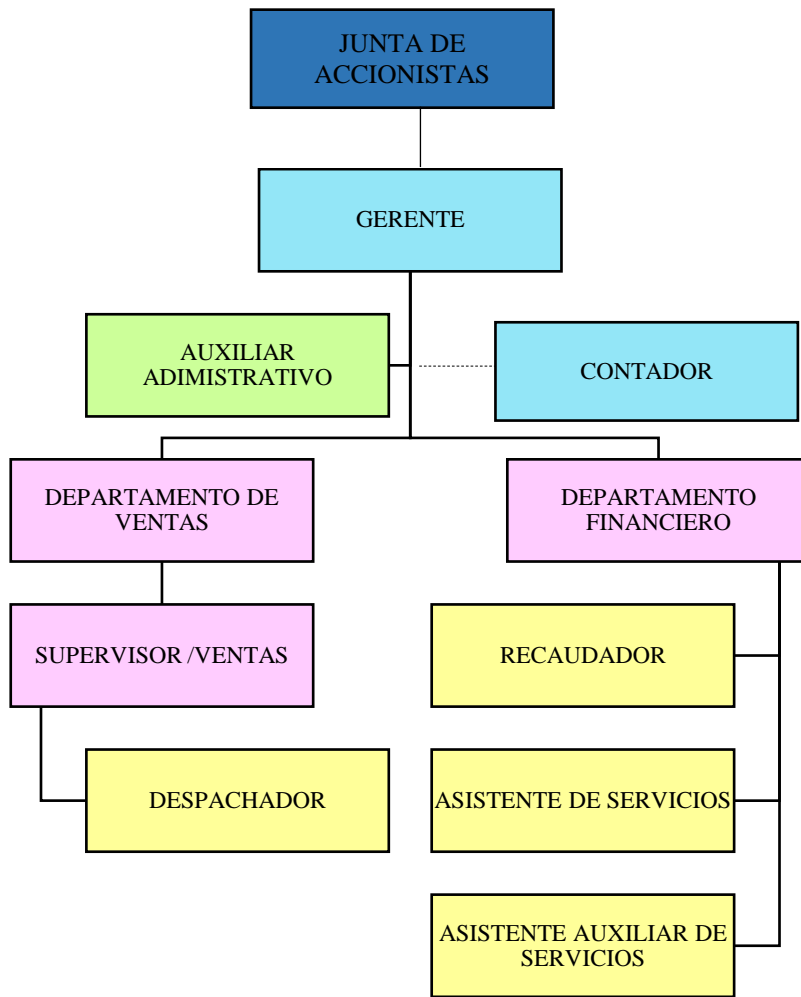 JUNTA DE
ACCIONISTAS
GERENTE
AUXILIAR
ADIMISTRATIVO
CONTADOR
DEPARTAMENTO DE
VENTAS
DEPARTAMENTO
FINANCIERO
SUPERVISOR /VENTAS
RECAUDADOR
DESPACHADOR
ASISTENTE DE SERVICIOS
ASISTENTE AUXILIAR DE
SERVICIOS